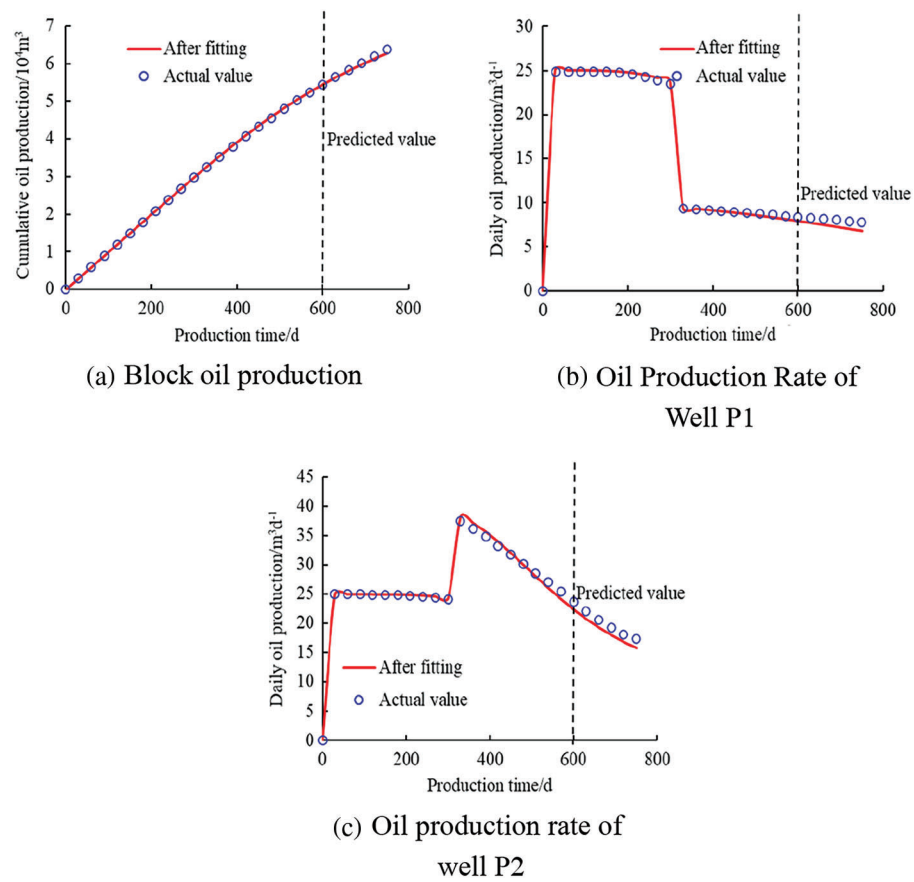 After fitting
Actual value
Predicted value
Cumulative oil production/10⁴m³
7
6
5
4
3
2
1
0
0 200 400 600 800
Production time/d
(a) Block oil production
After fitting
Actual value
Predicted value
Daily oil production/m³d⁻¹
30
25
20
15
10
5
0
0 200 400 600 800
Production time/d
(b) Oil Production Rate of
Well P1
Daily oil production/m³d⁻¹
45
40
35
30
25
20
15
10
5
0
Predicted value
After fitting
Actual value
0 200 400 600 800
Production time/d
(c) Oil production rate of
well P2